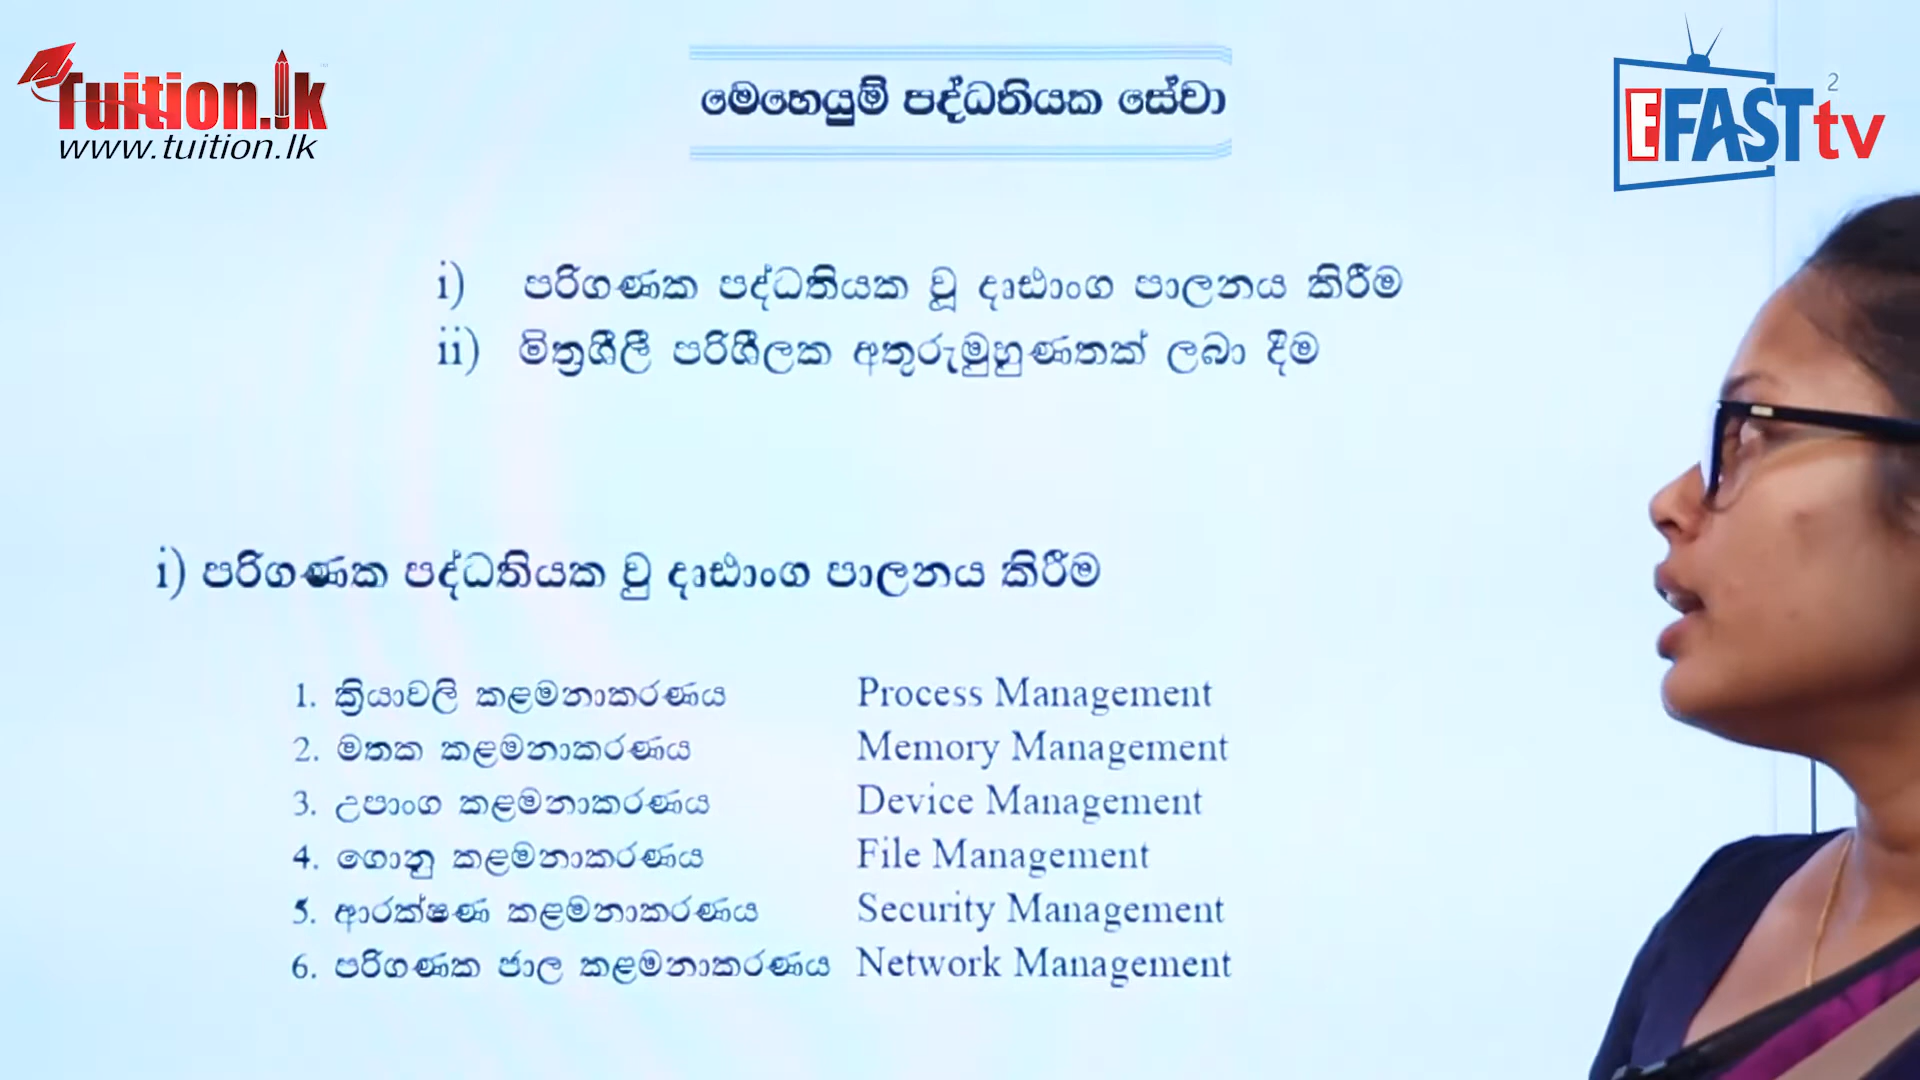 Tuition.lk
www.tuition.lk
EFAST tv
2
මෙහෙයුම් පද්ධතියක සේවා
i) පරිගණක පද්ධතියක වූ දෘඪාංග පාලනය කිරීම
ii) මිත්‍රශීලී පරිශීලක අතුරුමුහුණතක් ලබා දීම
i) පරිගණක පද්ධතියක වු දෘඪාංග පාලනය කිරීම
1. ක්‍රියාවලි කළමනාකරණය Process Management
2. මතක කළමනාකරණය Memory Management
3. උපාංග කළමනාකරණය Device Management
4. ගොනු කළමනාකරණය File Management
5. ආරක්ෂණ කළමනාකරණය Security Management
6. පරිගණක ජාල කළමනාකරණය Network Management